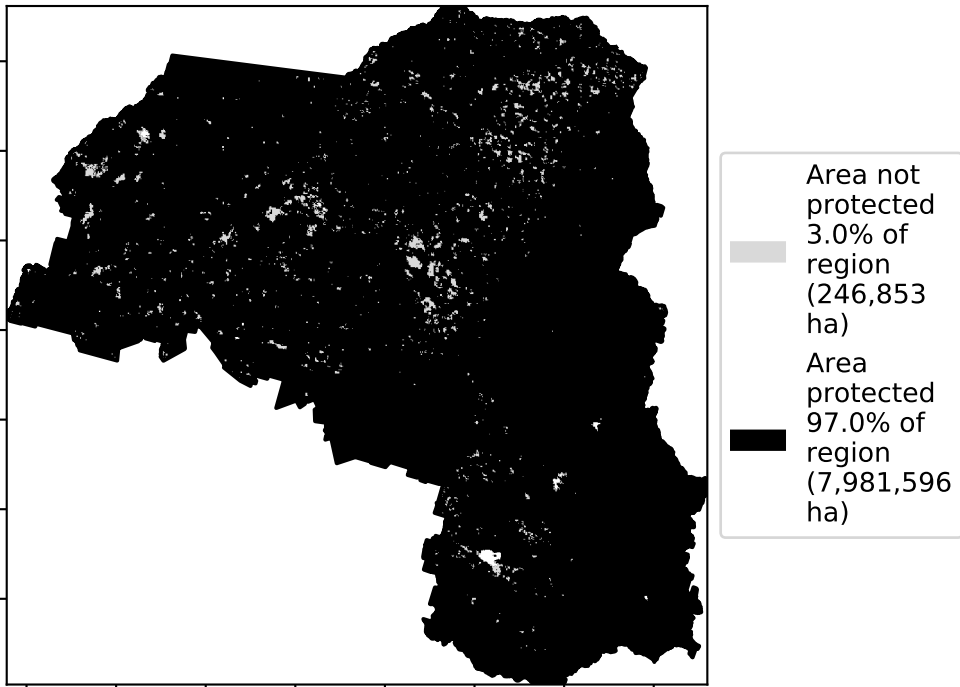 Area not
protected
3.0% of
region
(246,853
ha)
Area
protected
97.0% of
region
(7,981,596
ha)